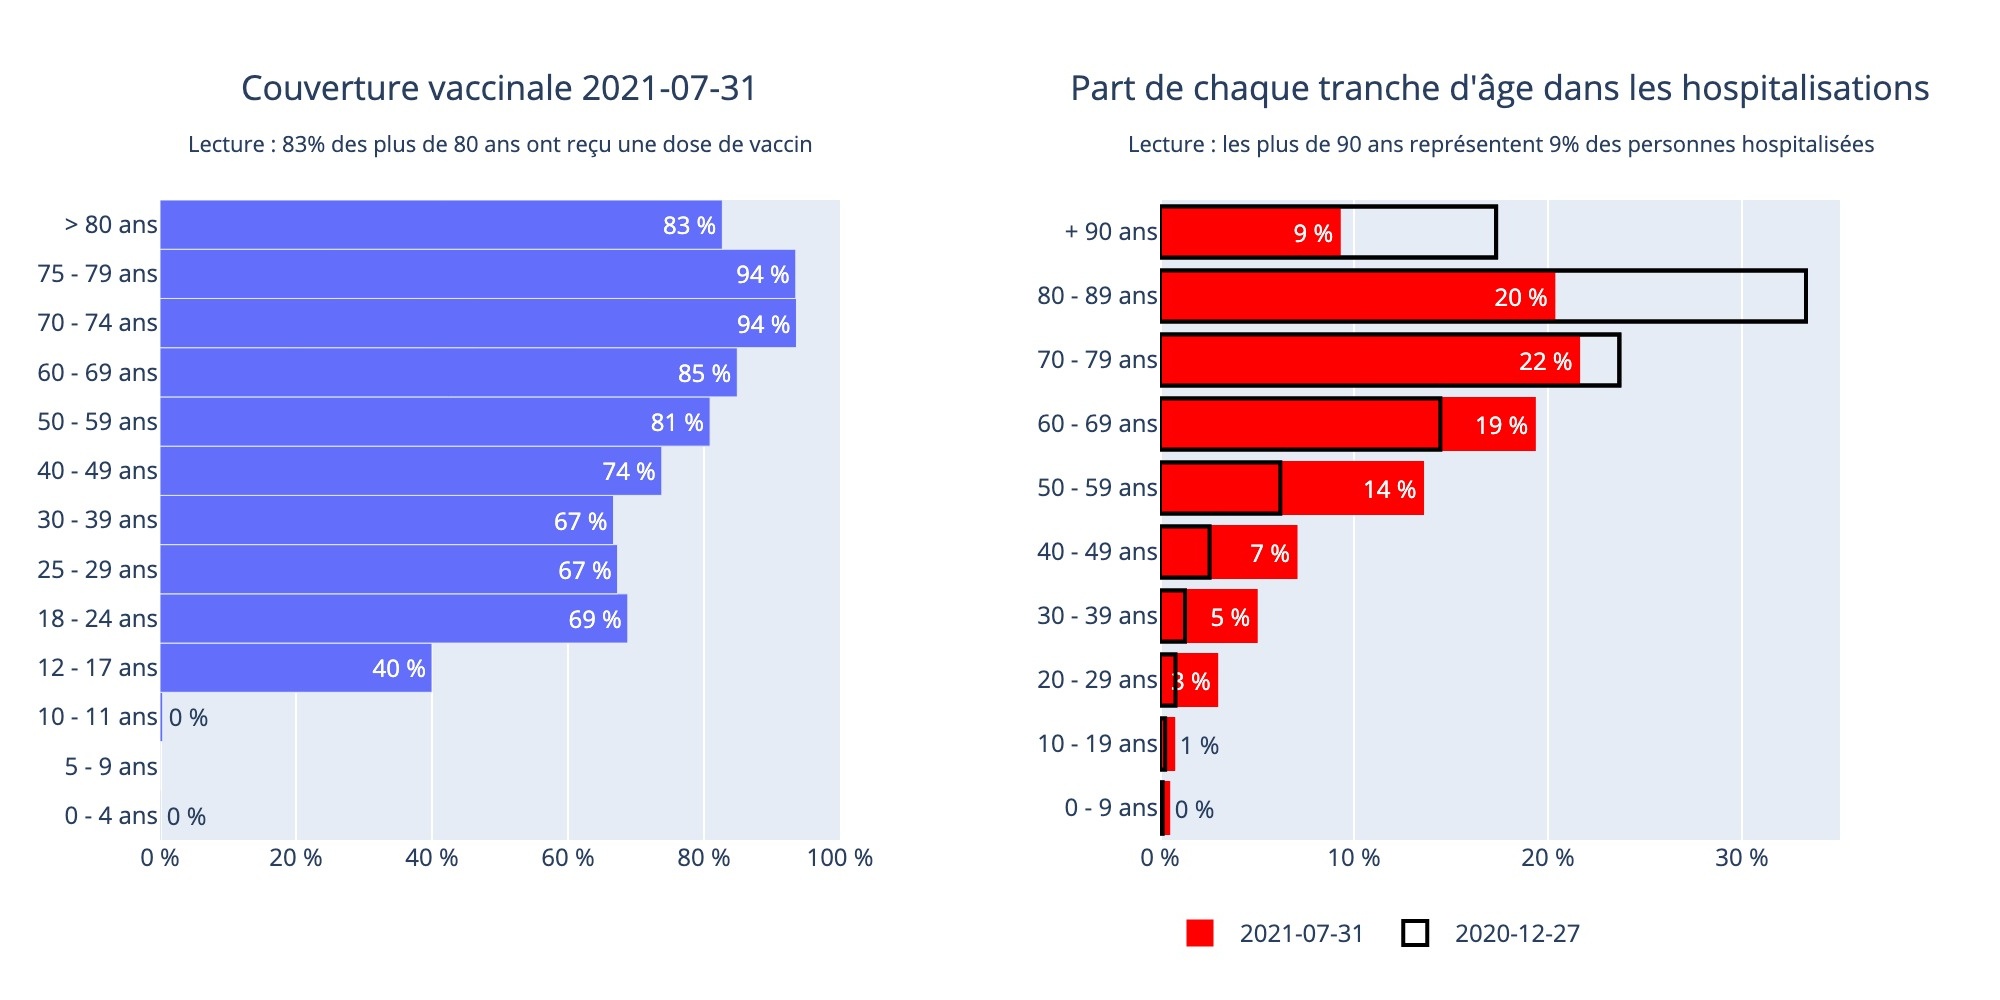 Couverture vaccinale 2021-07-31
Lecture : 83% des plus de 80 ans ont reçu une dose de vaccin
> 80 ans 83 %
75 - 79 ans 94 %
70 - 74 ans 94 %
60 - 69 ans 85 %
50 - 59 ans 81 %
40 - 49 ans 74 %
30 - 39 ans 67 %
25 - 29 ans 67 %
18 - 24 ans 69 %
12 - 17 ans 40 %
10 - 11 ans 0 %
5 - 9 ans
0 - 4 ans 0 %
0 % 20 % 40 % 60 % 80 % 100 %
Part de chaque tranche d'âge dans les hospitalisations
Lecture : les plus de 90 ans représentent 9% des personnes hospitalisées
+ 90 ans 9 %
80 - 89 ans 20 %
70 - 79 ans 22 %
60 - 69 ans 19 %
50 - 59 ans 14 %
40 - 49 ans 7 %
30 - 39 ans 5 %
20 - 29 ans 3 %
10 - 19 ans 1 %
0 - 9 ans 0 %
0 % 10 % 20 % 30 %
2021-07-31 2020-12-27